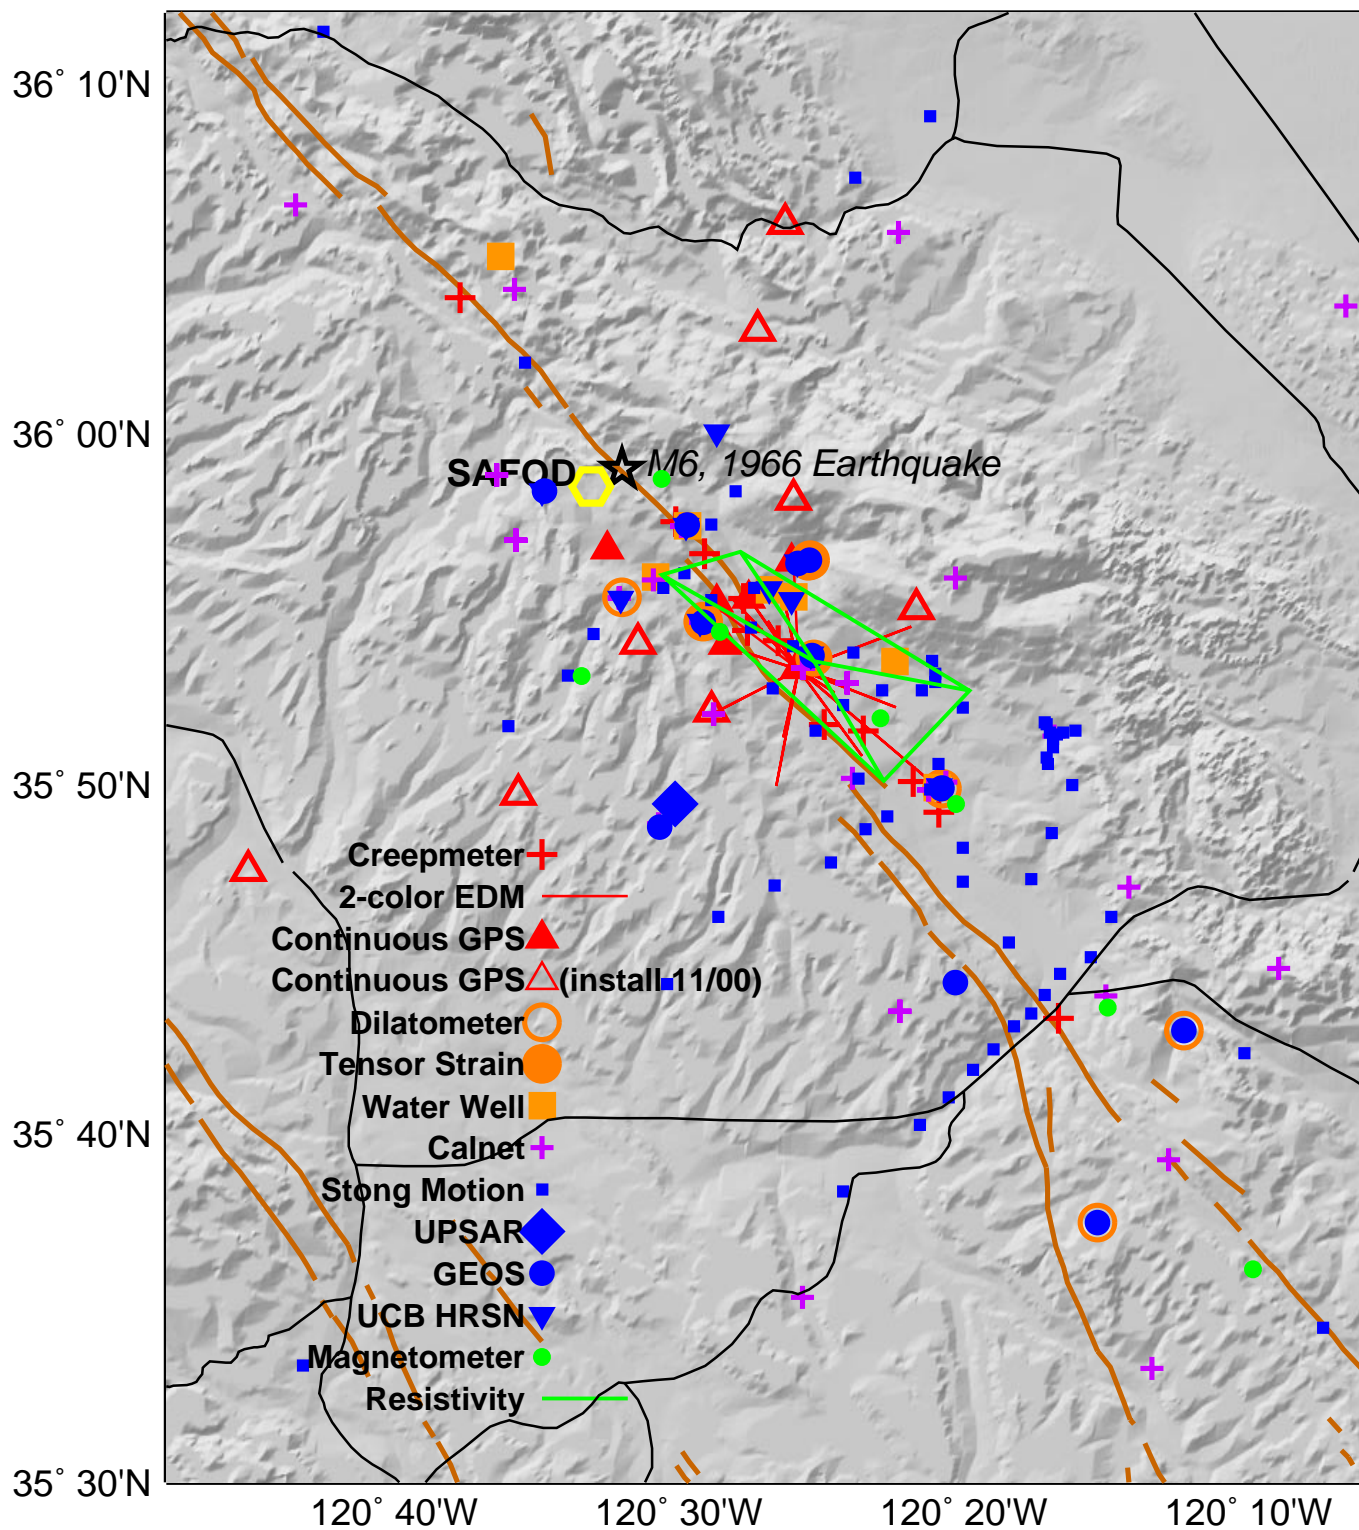 36° 10'N
36° 00'N
SAFOD
M6, 1966 Earthquake
35° 50'N
Creepmeter
2-color EDM
Continuous GPS
Continuous GPS (install 11/00)
Dilatometer
Tensor Strain
Water Well
35° 40'N
Calnet
Stong Motion
UPSAR
GEOS
UCB HRSN
Magnetometer
Resistivity
35° 30'N
120° 40'W 120° 30'W 120° 20'W 120° 10'W